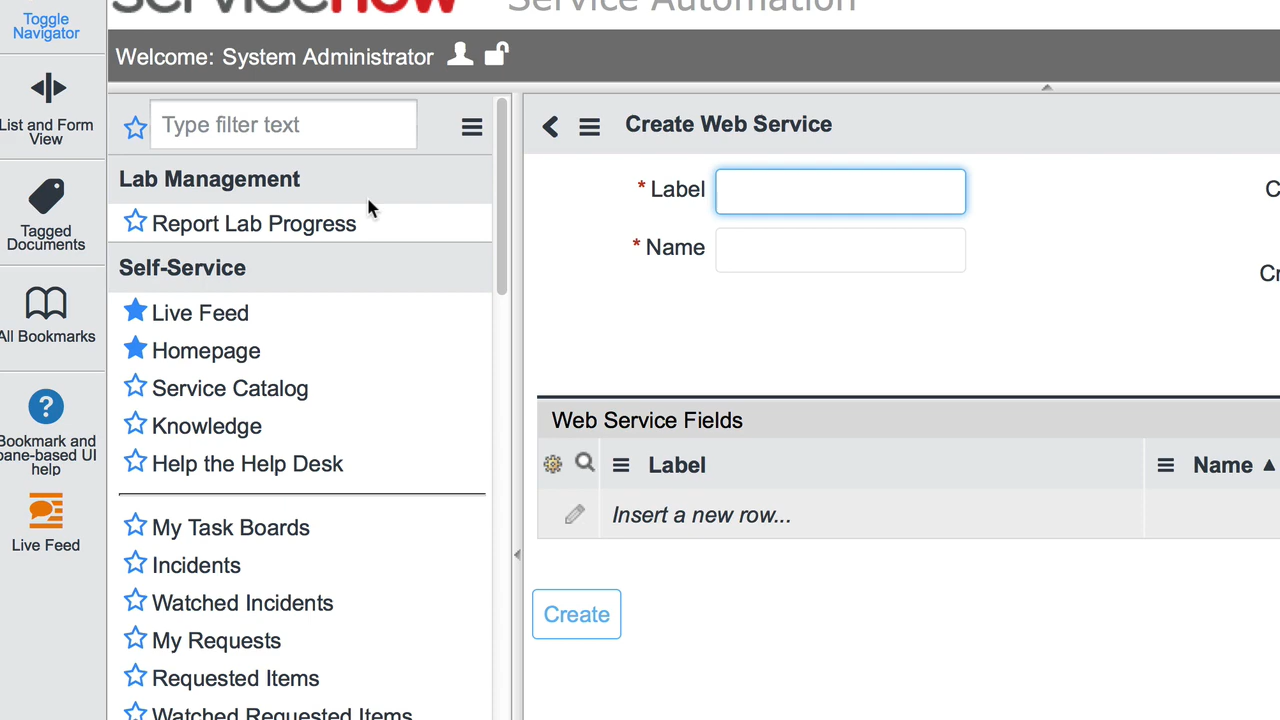 servicenow Service Automation
Toggle
Navigator
Welcome: System Administrator
List and Form
View
Tagged
Documents
All Bookmarks
?
Bookmark and
pane-based UI
help
Live Feed
Type filter text
Lab Management
Report Lab Progress
Self-Service
Live Feed
Homepage
Service Catalog
Knowledge
Help the Help Desk
My Task Boards
Incidents
Watched Incidents
My Requests
Requested Items
Watched Requested Items
Create Web Service
* Label
* Name
Web Service Fields
Label
Name ▲
Insert a new row...
Create